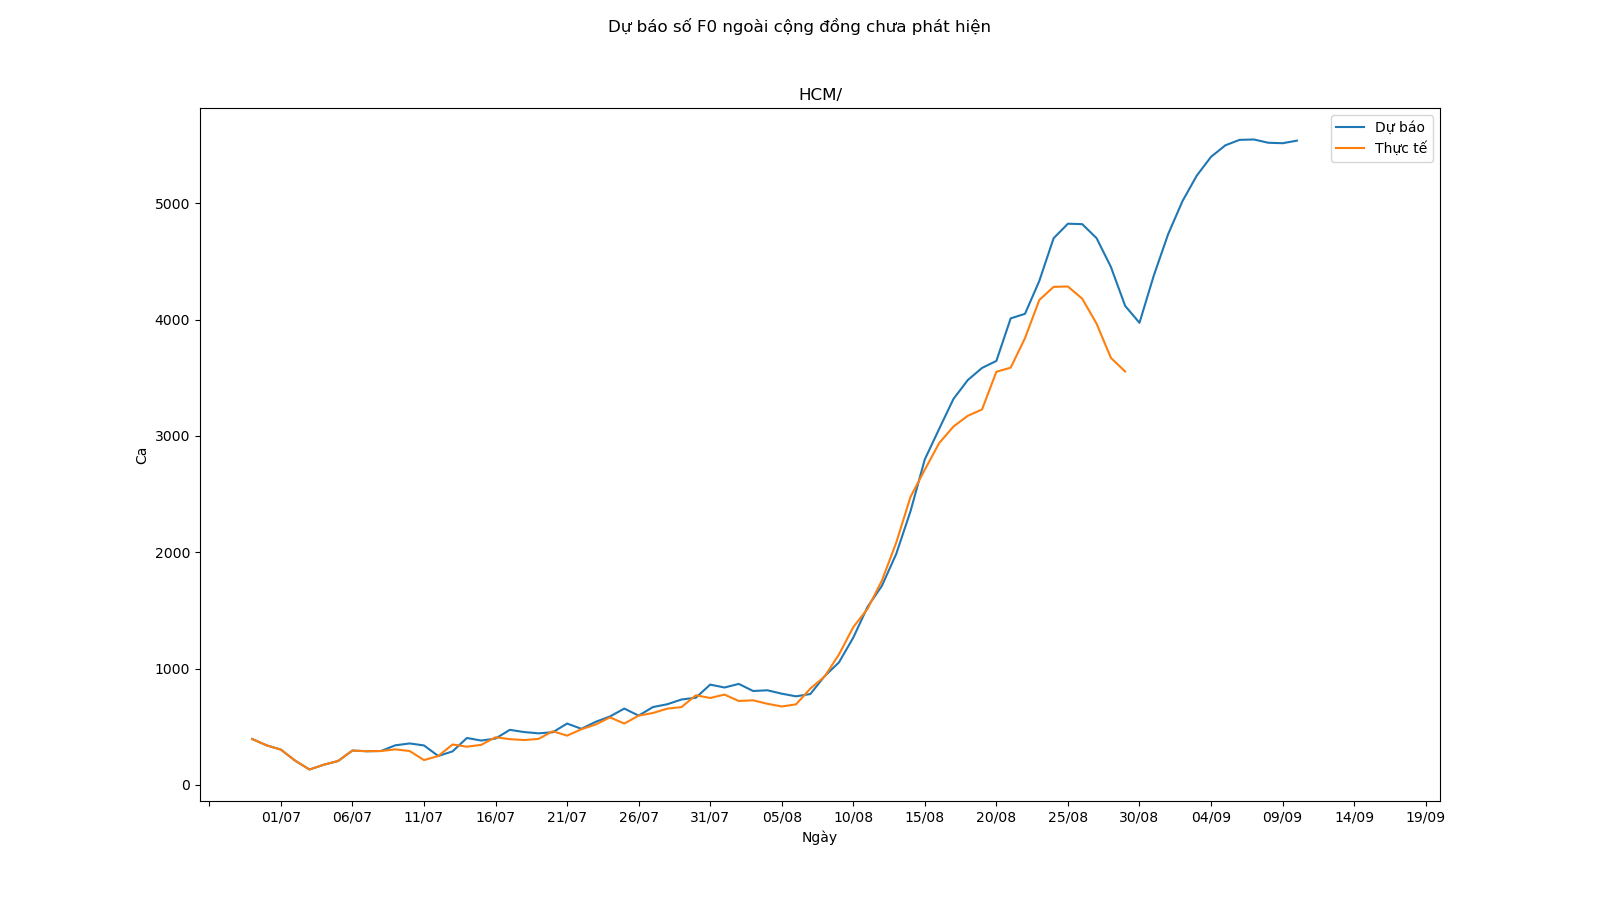 Dự báo số F0 ngoài cộng đồng chưa phát hiện
HCM/
Dự báo
Thực tế
5000
4000
3000
2000
1000
0
Ca
01/07 06/07 11/07 16/07 21/07 26/07 31/07 05/08 10/08 15/08 20/08 25/08 30/08 04/09 09/09 14/09 19/09
Ngày